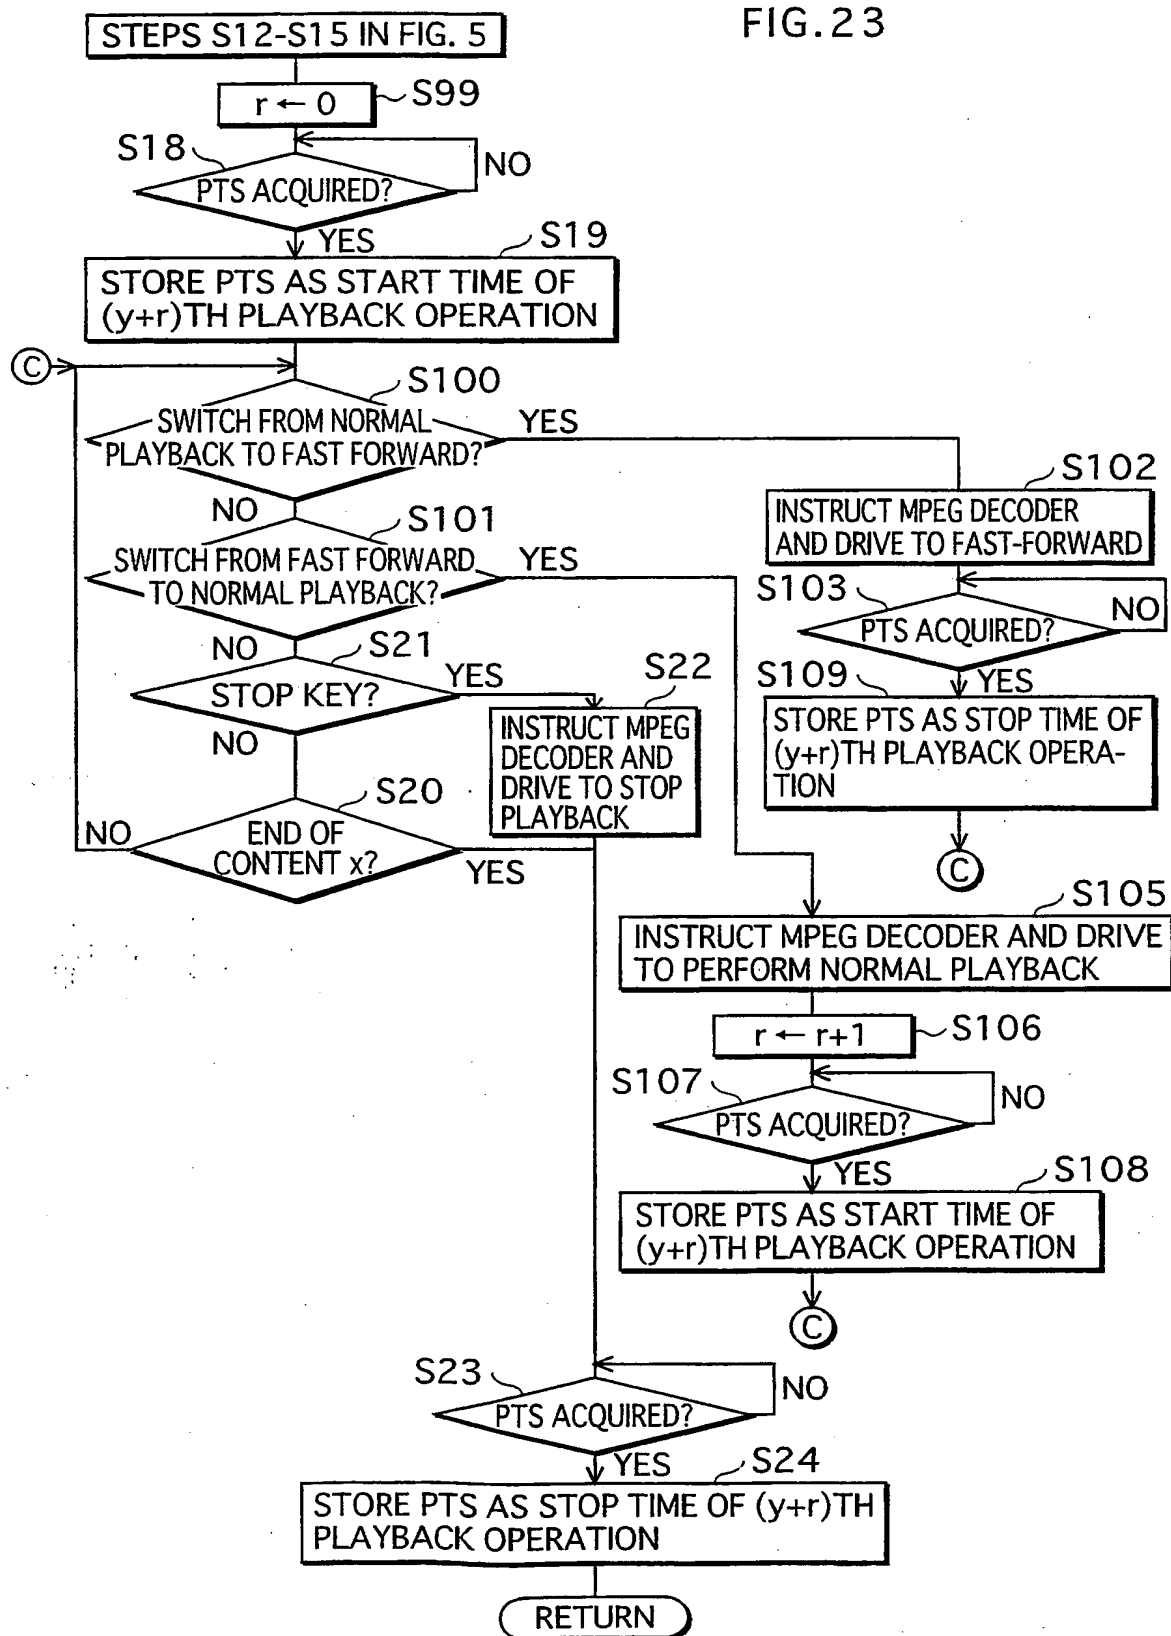 FIG.23
STEPS S12-S15 IN FIG. 5
r ← 0
S99
S18
PTS ACQUIRED?
NO
YES
S19
STORE PTS AS START TIME OF
(y+r)TH PLAYBACK OPERATION
C
S100
SWITCH FROM NORMAL
PLAYBACK TO FAST FORWARD?
YES
NO
S101
SWITCH FROM FAST FORWARD
TO NORMAL PLAYBACK?
YES
NO
S102
INSTRUCT MPEG DECODER
AND DRIVE TO FAST-FORWARD
S103
PTS ACQUIRED?
NO
YES
S109
STORE PTS AS STOP TIME OF
(y+r)TH PLAYBACK OPERA-
TION
C
S21
STOP KEY?
YES
NO
S22
INSTRUCT MPEG
DECODER AND
DRIVE TO STOP
PLAYBACK
S20
END OF
CONTENT x?
NO
YES
S105
INSTRUCT MPEG DECODER AND DRIVE
TO PERFORM NORMAL PLAYBACK
r ← r+1
S106
S107
PTS ACQUIRED?
NO
YES
S108
STORE PTS AS START TIME OF
(y+r)TH PLAYBACK OPERATION
C
S23
PTS ACQUIRED?
NO
YES
S24
STORE PTS AS STOP TIME OF (y+r)TH
PLAYBACK OPERATION
RETURN